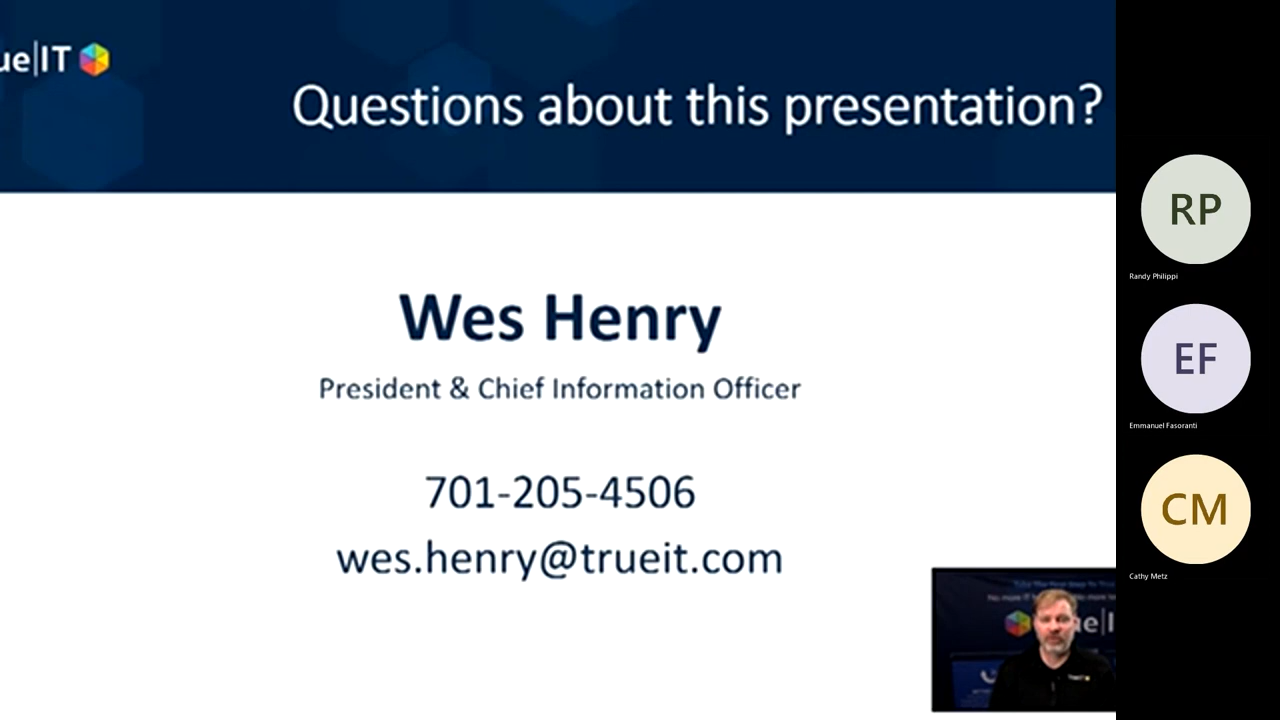 ue|IT
Questions about this presentation?
Wes Henry
President & Chief Information Officer
701-205-4506
wes.henry@trueit.com
RP
Randy Philippi
EF
Emmanuel Fasoranti
CM
Cathy Metz
ue|I